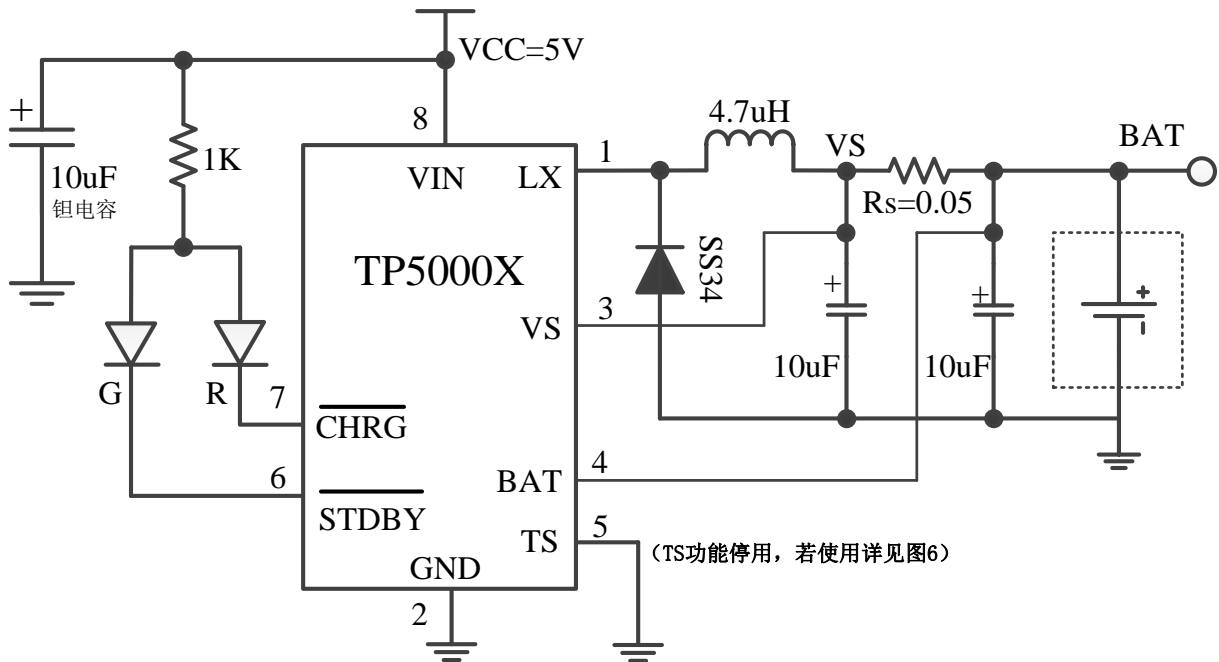 VCC=5V
+
10uF
钽电容
1K
8
VIN
1
LX
4.7uH
VS
Rs=0.05
BAT
TP5000X
SS34
3
VS
+
10uF
+
10uF
+
-
G
R
7
CHRG
6
STDBY
4
BAT
5
TS
（TS功能停用，若使用详见图6）
GND
2